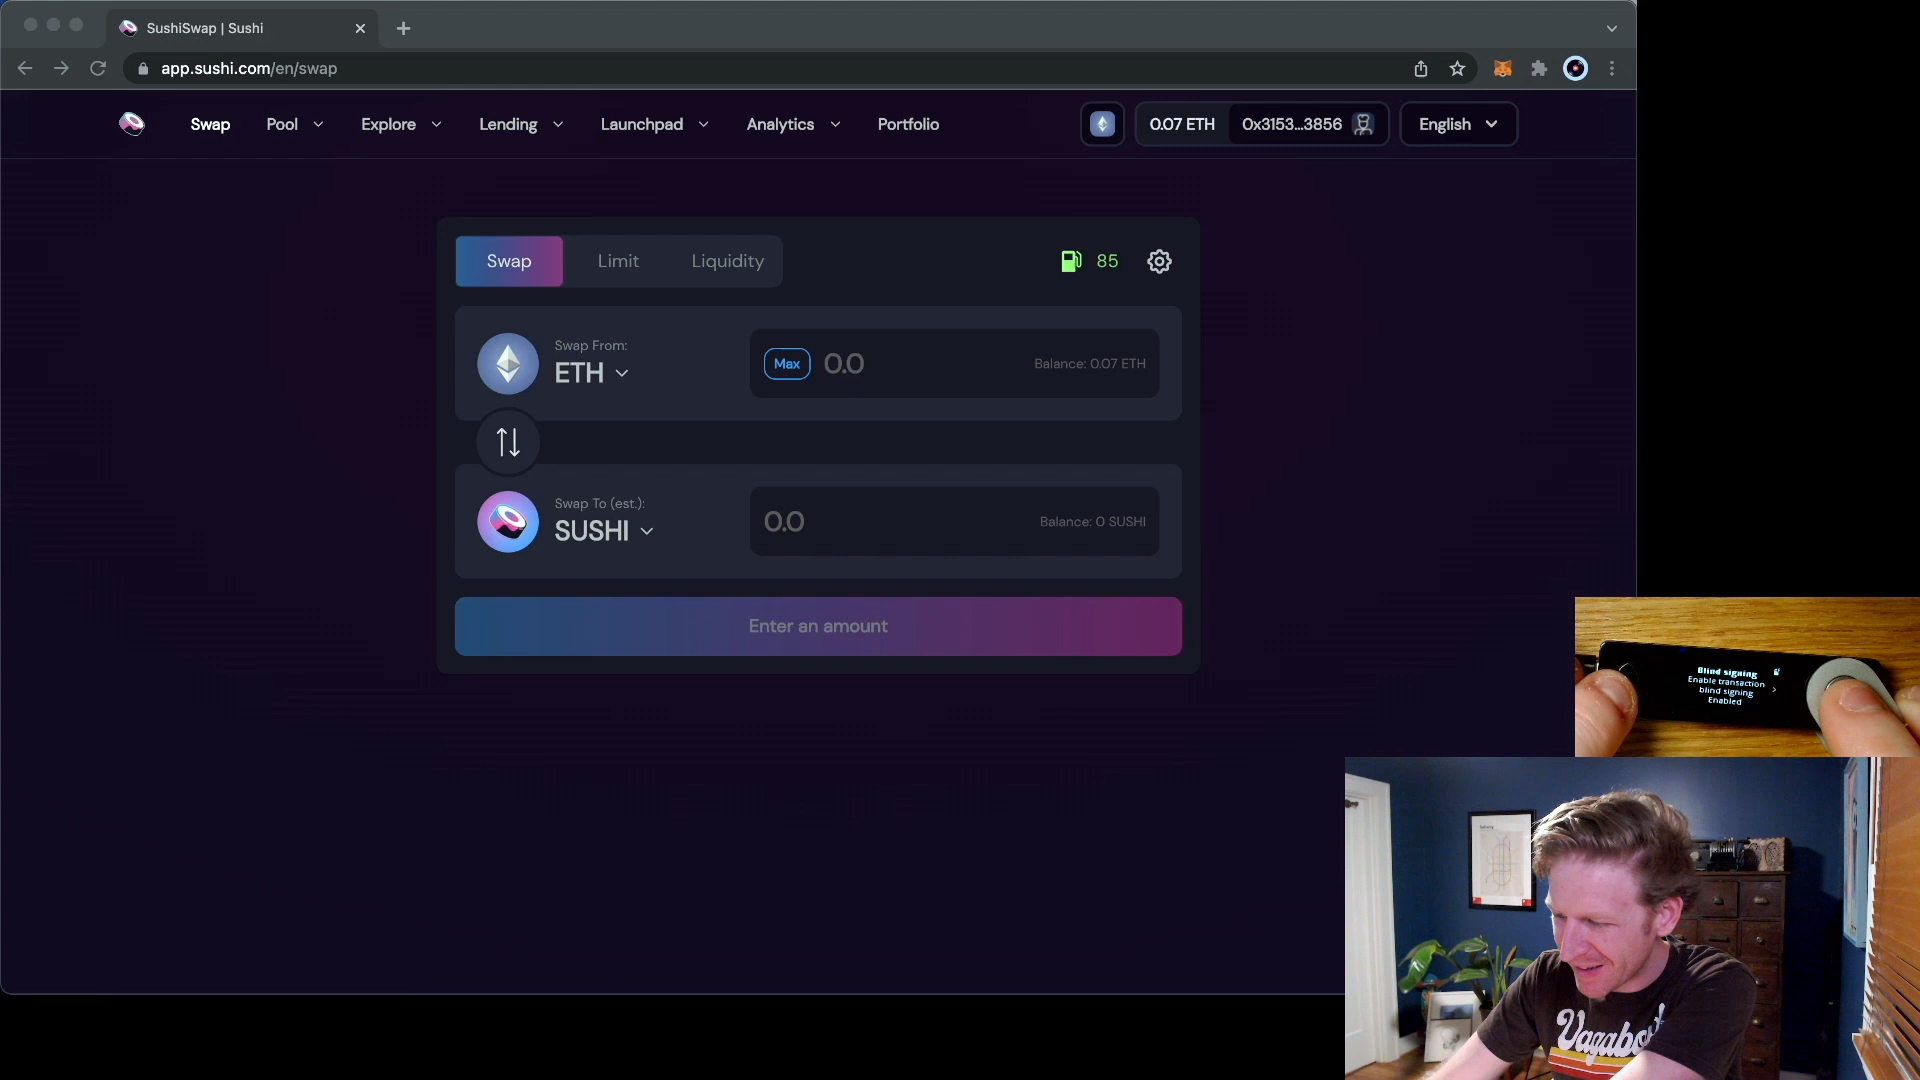 SushiSwap | Sushi
app.sushi.com/en/swap
Swap
Pool
Explore
Lending
Launchpad
Analytics
Portfolio
0.07 ETH
0x3153...3856
English
Swap
Limit
Liquidity
85
Swap From:
ETH
Max
0.0
Balance: 0.07 ETH
Swap To (est.):
SUSHI
0.0
Balance: 0 SUSHI
Enter an amount
Blind signing
Enable transaction
blind signing
Enabled